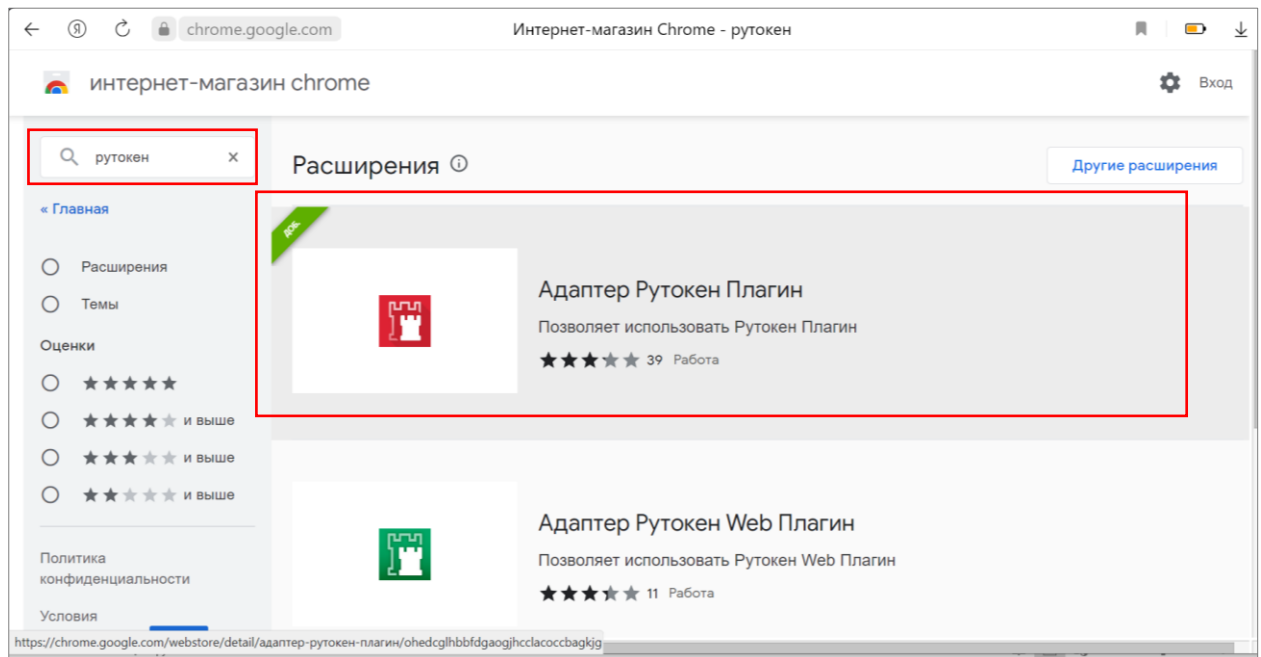 chrome.google.com
Интернет-магазин Chrome - рутокен
интернет-магазин chrome
Вход
рутокен
Расширения
Другие расширения
« Главная
ДОБ.
Расширения
Адаптер Рутокен Плагин
Темы
Позволяет использовать Рутокен Плагин
Оценки
39 Работа
и выше
и выше
и выше
Адаптер Рутокен Web Плагин
Политика
конфиденциальности
Позволяет использовать Рутокен Web Плагин
11 Работа
Условия
https://chrome.google.com/webstore/detail/адаптер-рутокен-плагин/ohedcglhbbfdgaogjhcclacoccbagkjg